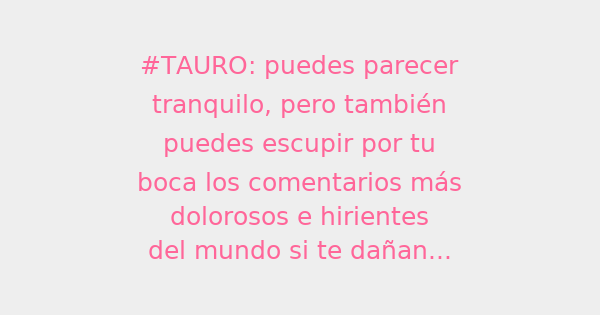 #TAURO: puedes parecer
tranquilo, pero también
puedes escupir por tu
boca los comentarios más
dolorosos e hirientes
del mundo si te dañan...